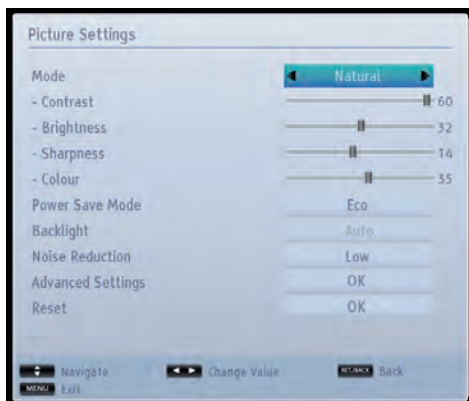 Picture Settings
Mode Natural
- Contrast 60
- Brightness 32
- Sharpness 14
- Colour 35
Power Save Mode Eco
Backlight Auto
Noise Reduction Low
Advanced Settings OK
Reset OK
Navigate Change Value RET/BACK Back
MENU Exit